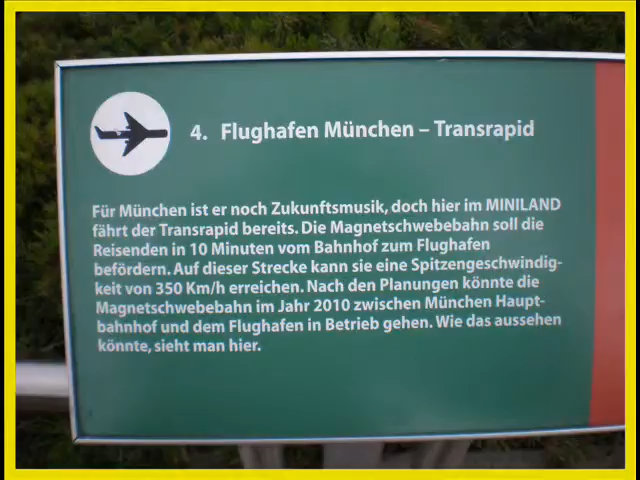 4. Flughafen München – Transrapid
Für München ist er noch Zukunftsmusik, doch hier im MINILAND
fährt der Transrapid bereits. Die Magnetschwebebahn soll die
Reisenden in 10 Minuten vom Bahnhof zum Flughafen
befördern. Auf dieser Strecke kann sie eine Spitzengeschwindig-
keit von 350 Km/h erreichen. Nach den Planungen könnte die
Magnetschwebebahn im Jahr 2010 zwischen München Haupt-
bahnhof und dem Flughafen in Betrieb gehen. Wie das aussehen
könnte, sieht man hier.